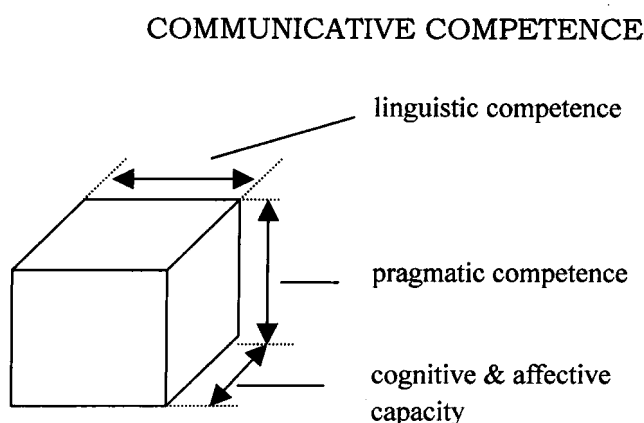 COMMUNICATIVE COMPETENCE
linguistic competence
pragmatic competence
cognitive & affective
capacity